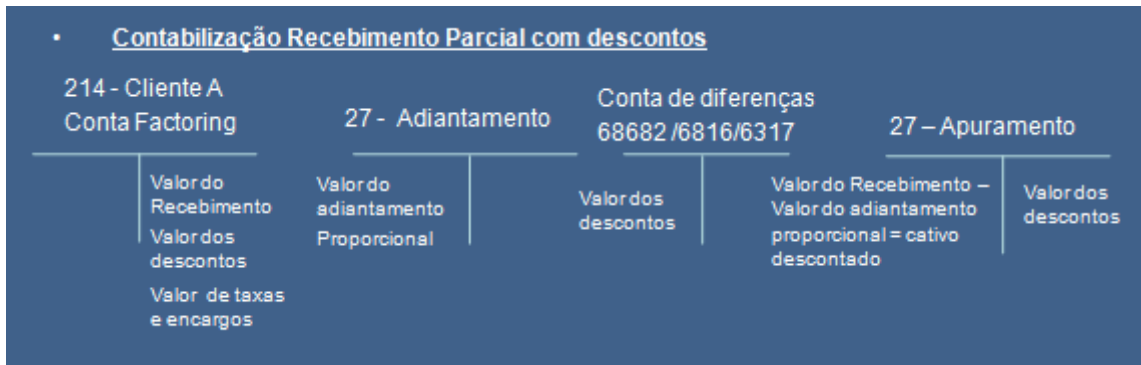 • Contabilização Recebimento Parcial com descontos
214 - Cliente A
Conta Factoring
27 - Adiantamento
Conta de diferenças
68682 /6816/6317
27 – Apuramento
Valor do
Recebimento
Valor dos
descontos
Valor de taxas
e encargos
Valor do
adiantamento
Proporcional
Valor dos
descontos
Valor do Recebimento –
Valor do adiantamento
proporcional = cativo
descontado
Valor dos
descontos